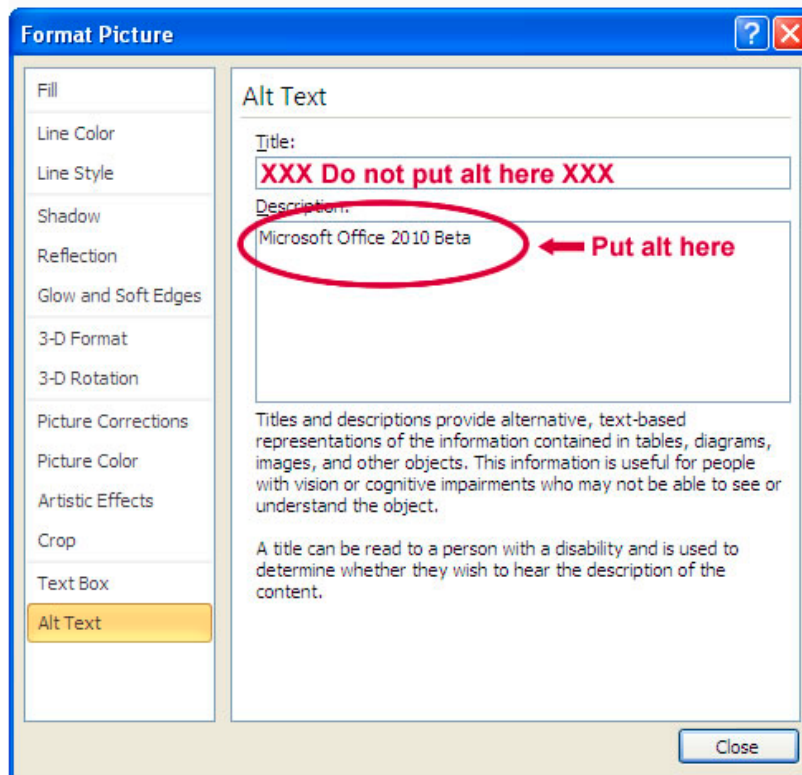 Format Picture
Fill
Line Color
Line Style
Shadow
Reflection
Glow and Soft Edges
3-D Format
3-D Rotation
Picture Corrections
Picture Color
Artistic Effects
Crop
Text Box
Alt Text
Alt Text
Title:
XXX Do not put alt here XXX
Description:
Microsoft Office 2010 Beta
Put alt here
Titles and descriptions provide alternative, text-based
representations of the information contained in tables, diagrams,
images, and other objects. This information is useful for people
with vision or cognitive impairments who may not be able to see or
understand the object.
A title can be read to a person with a disability and is used to
determine whether they wish to hear the description of the
content.
Close